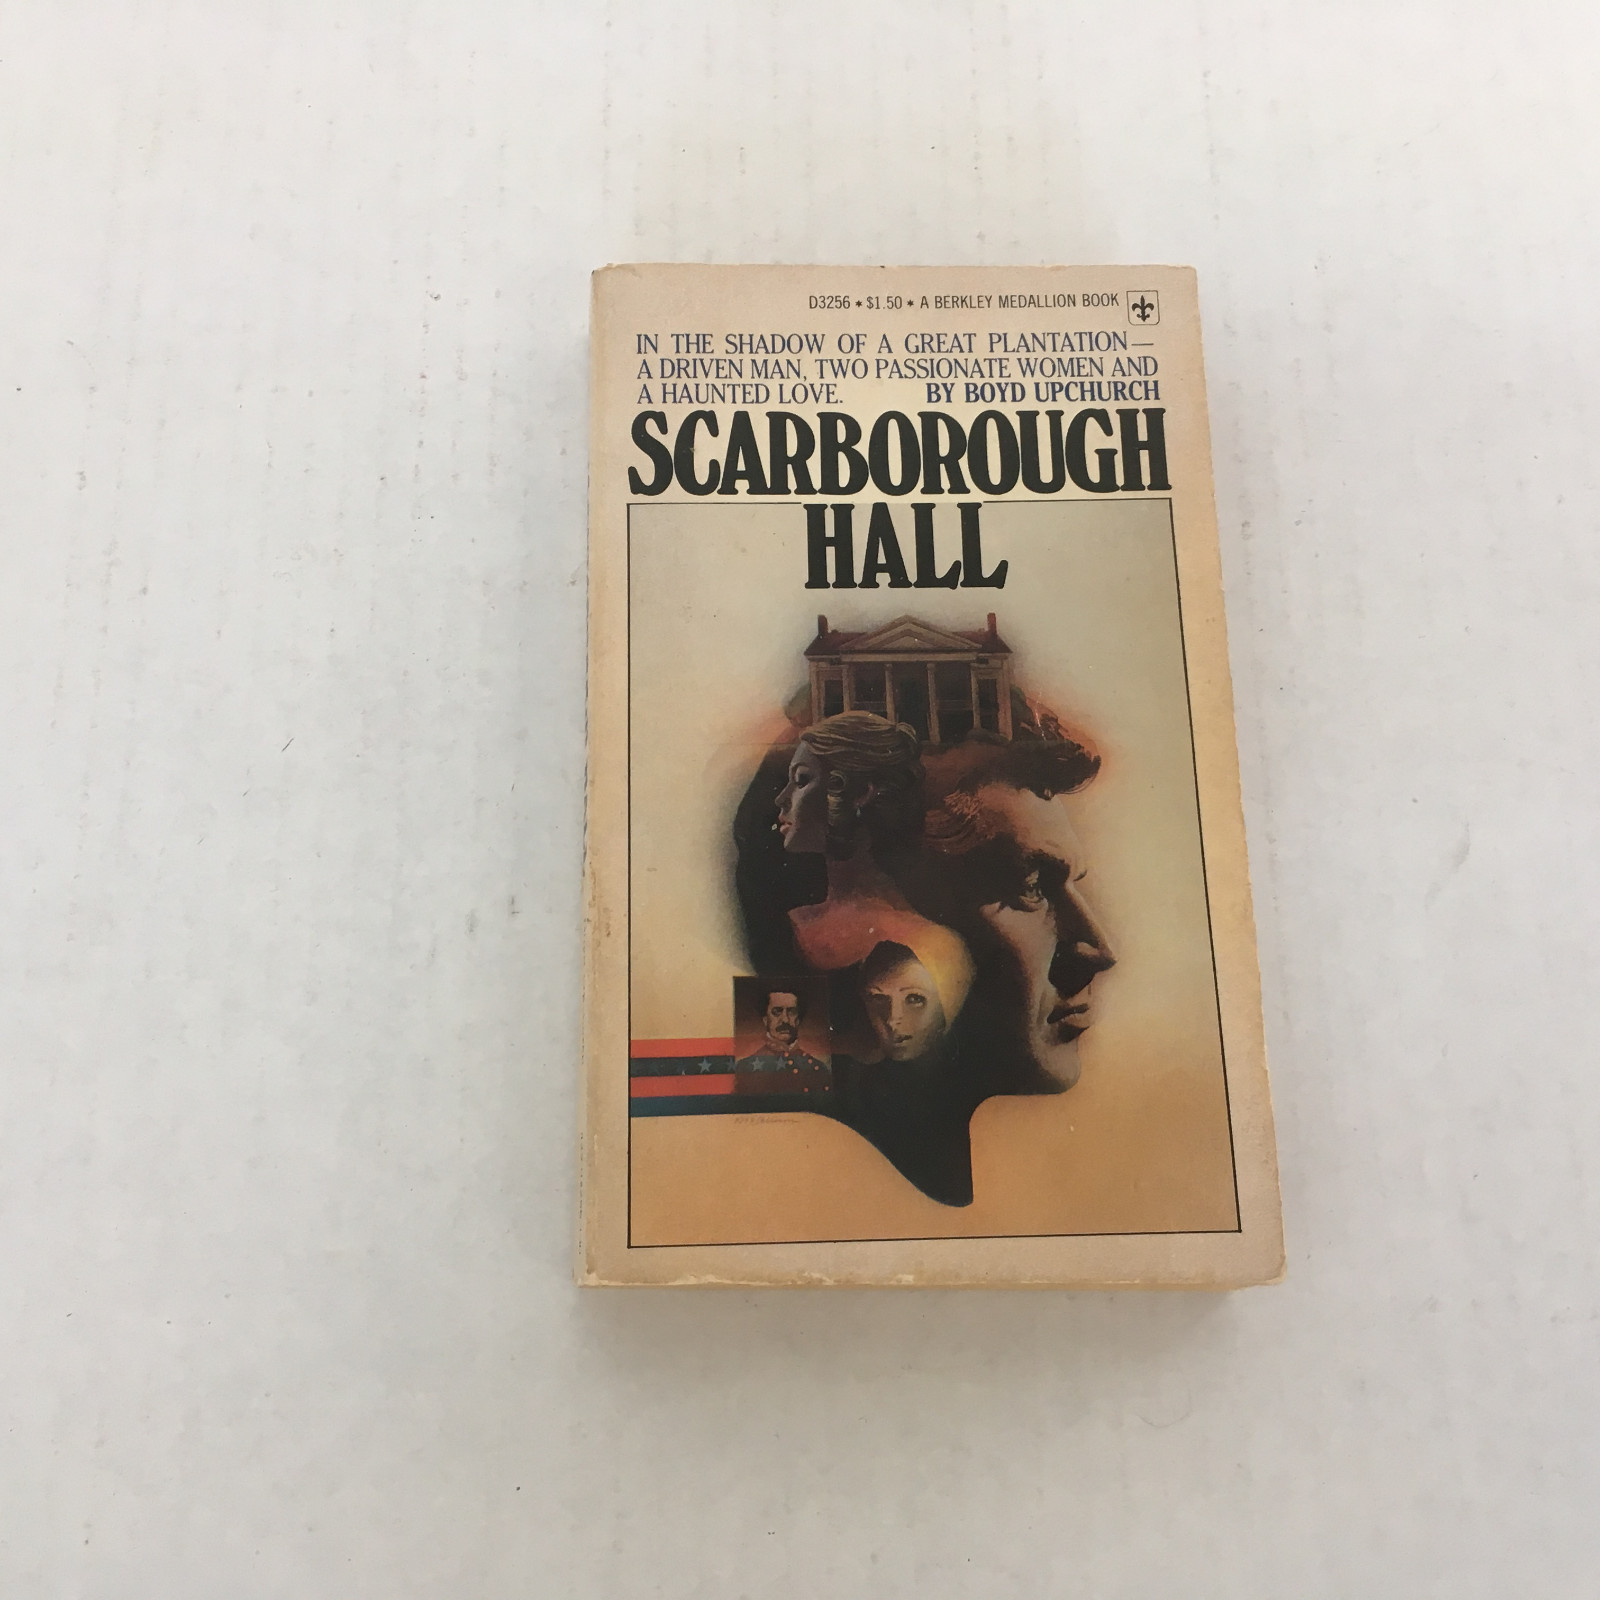 D3256 * $1.50 * A BERKLEY MEDALLION BOOK
IN THE SHADOW OF A GREAT PLANTATION—
A DRIVEN MAN, TWO PASSIONATE WOMEN AND
A HAUNTED LOVE. BY BOYD UPCHURCH
SCARBOROUGH
HALL